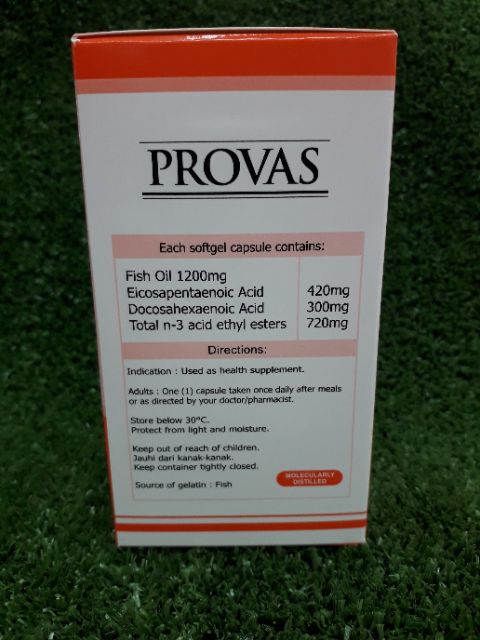 PROVAS
Each softgel capsule contains:
Fish Oil 1200mg
Eicosapentaenoic Acid 420mg
Docosahexaenoic Acid 300mg
Total n-3 acid ethyl esters 720mg
Directions:
Indication : Used as health supplement.
Adults : One (1) capsule taken once daily after meals
or as directed by your doctor/pharmacist.
Store below 30°C.
Protect from light and moisture.
Keep out of reach of children.
Jauhi dari kanak-kanak.
Keep container tightly closed.
Source of gelatin : Fish
MOLECULARLY
DISTILLED